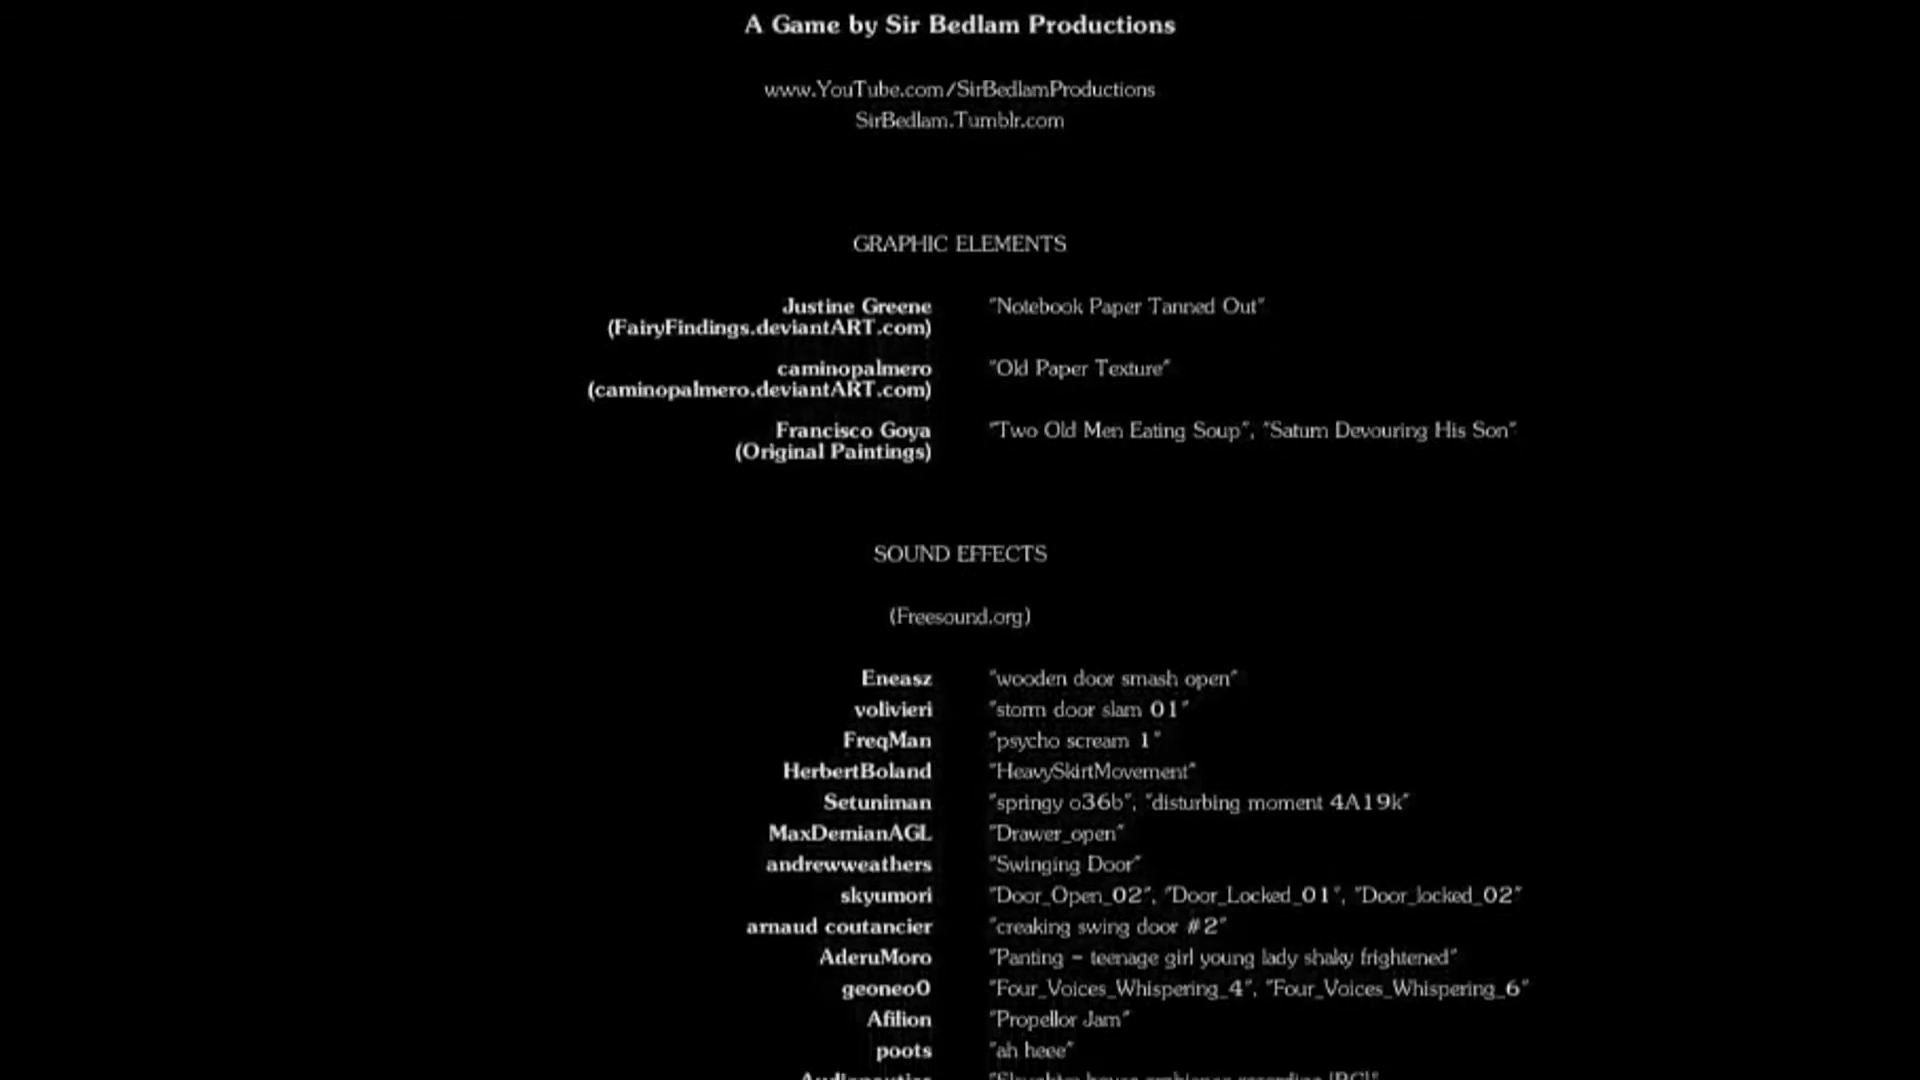 A Game by Sir Bedlam Productions
www.YouTube.com/SirBedlamProductions
SirBedlam.Tumblr.com
GRAPHIC ELEMENTS
Justine Greene "Notebook Paper Tanned Out"
(FairyFindings.deviantART.com)
caminopalmero "Old Paper Texture"
(caminopalmero.deviantART.com)
Francisco Goya "Two Old Men Eating Soup", "Saturn Devouring His Son"
(Original Paintings)
SOUND EFFECTS
(Freesound.org)
Eneasz "wooden door smash open"
volivieri "storm door slam 01"
FreqMan "psycho scream 1"
HerbertBoland "HeavySkirtMovement"
Setuniman "springy o36b", "disturbing moment 4A19k"
MaxDemianAGL "Drawer_open"
andrewweathers "Swinging Door"
skyumori "Door_Open_02", "Door_Locked_01", "Door_locked_02"
arnaud coutancier "creaking swing door #2"
AderuMoro "Panting - teenage girl young lady shaky frightened"
geoneo0 "Four_Voices_Whispering_4", "Four_Voices_Whispering_6"
Afilion "Propellor Jam"
poots "ah heee"